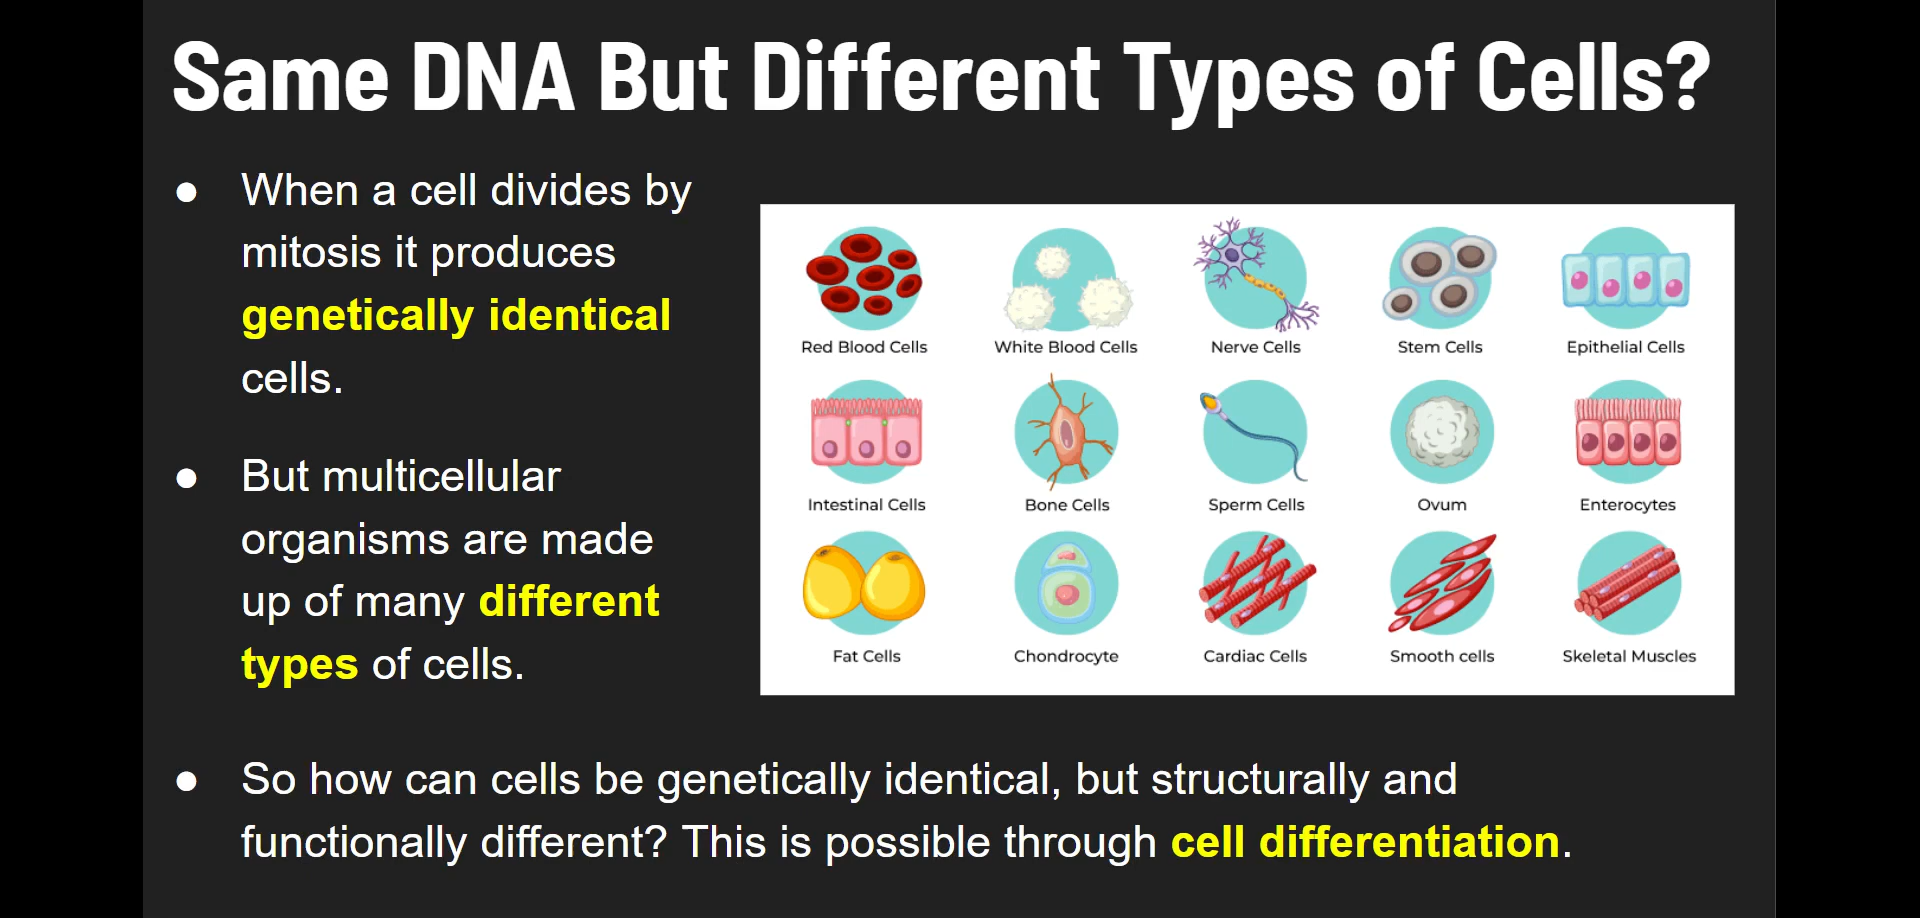 Same DNA But Different Types of Cells?
● When a cell divides by
mitosis it produces
genetically identical
cells.
● But multicellular
organisms are made
up of many different
types of cells.
Red Blood Cells
White Blood Cells
Nerve Cells
Stem Cells
Epithelial Cells
Intestinal Cells
Bone Cells
Sperm Cells
Ovum
Enterocytes
Fat Cells
Chondrocyte
Cardiac Cells
Smooth cells
Skeletal Muscles
● So how can cells be genetically identical, but structurally and
functionally different? This is possible through cell differentiation.